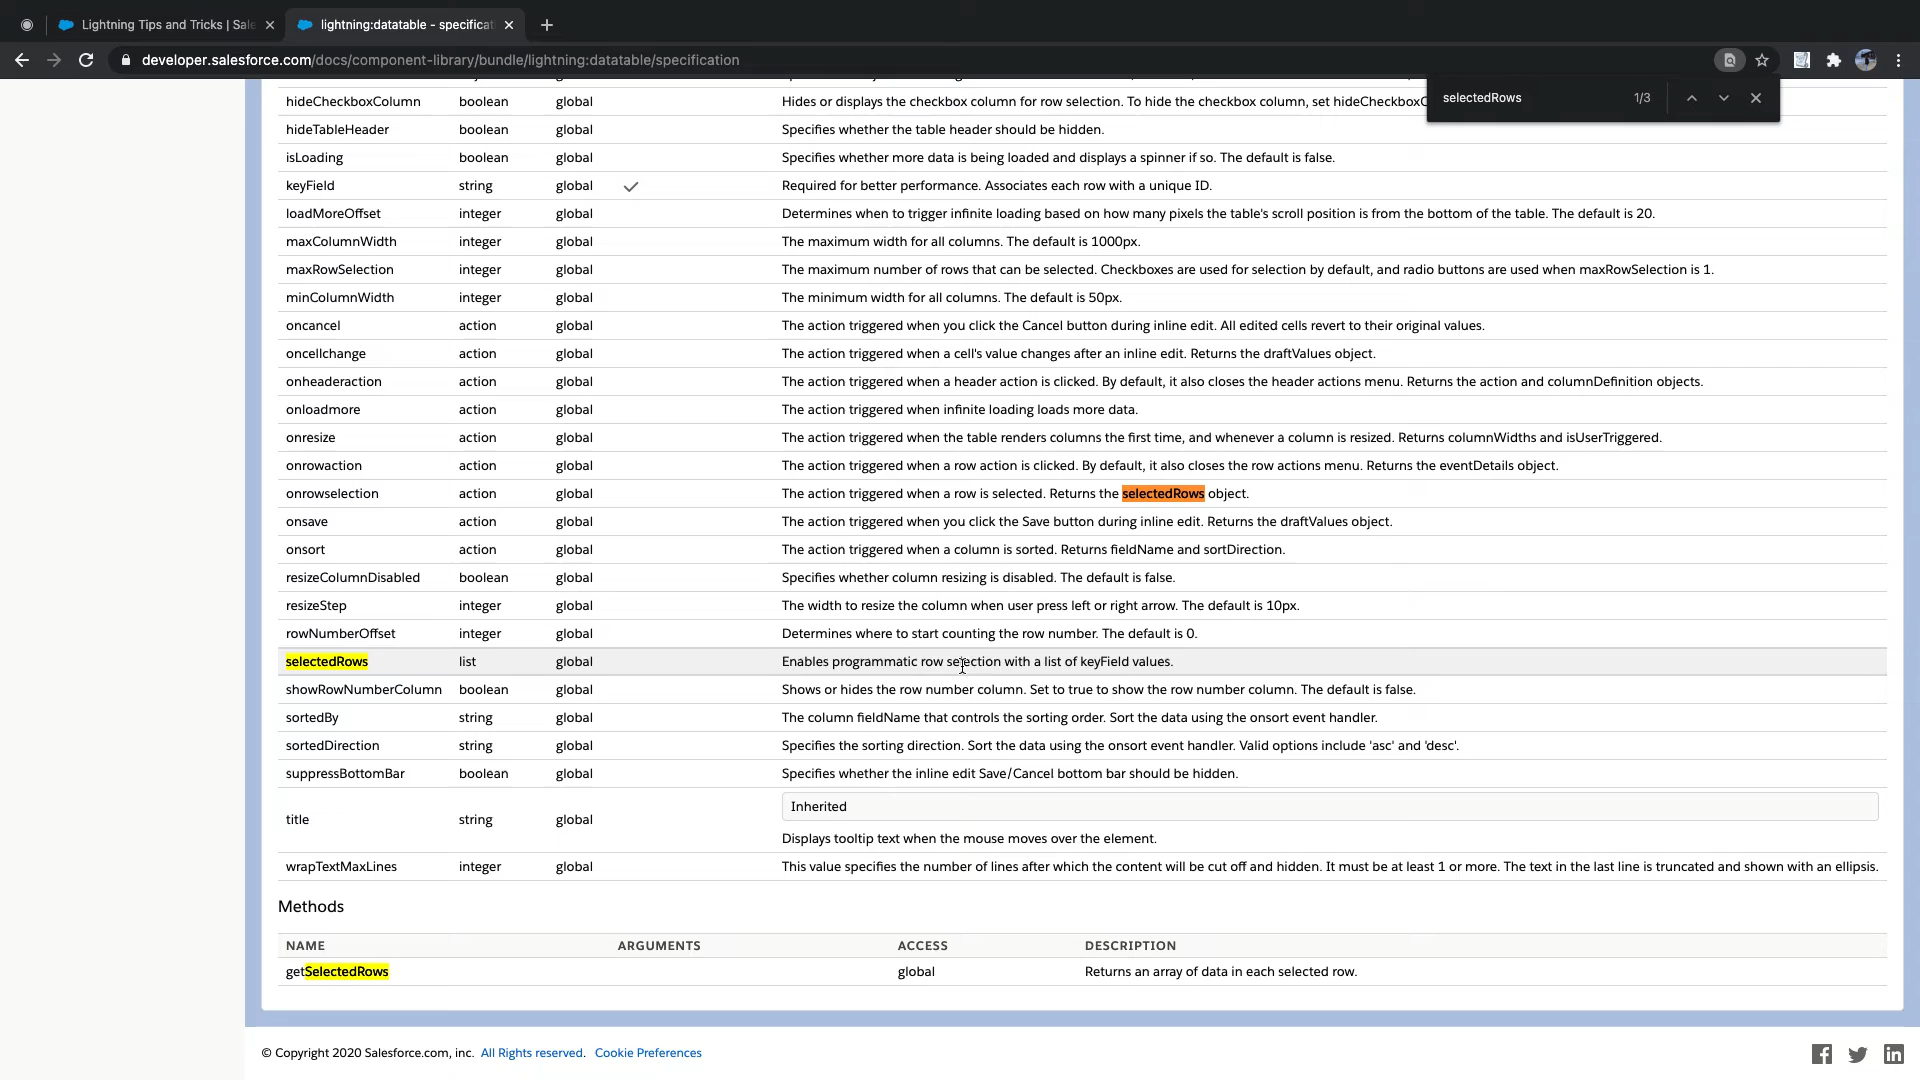 Lightning Tips and Tricks | Sale
lightning:datatable - specificat
developer.salesforce.com/docs/component-library/bundle/lightning:datatable/specification
selectedRows 1/3
hideCheckboxColumn boolean global Hides or displays the checkbox column for row selection. To hide the checkbox column, set hideCheckboxC
hideTableHeader boolean global Specifies whether the table header should be hidden.
isLoading boolean global Specifies whether more data is being loaded and displays a spinner if so. The default is false.
keyField string global Required for better performance. Associates each row with a unique ID.
loadMoreOffset integer global Determines when to trigger infinite loading based on how many pixels the table's scroll position is from the bottom of the table. The default is 20.
maxColumnWidth integer global The maximum width for all columns. The default is 1000px.
maxRowSelection integer global The maximum number of rows that can be selected. Checkboxes are used for selection by default, and radio buttons are used when maxRowSelection is 1.
minColumnWidth integer global The minimum width for all columns. The default is 50px.
oncancel action global The action triggered when you click the Cancel button during inline edit. All edited cells revert to their original values.
oncellchange action global The action triggered when a cell's value changes after an inline edit. Returns the draftValues object.
onheaderaction action global The action triggered when a header action is clicked. By default, it also closes the header actions menu. Returns the action and columnDefinition objects.
onloadmore action global The action triggered when infinite loading loads more data.
onresize action global The action triggered when the table renders columns the first time, and whenever a column is resized. Returns columnWidths and isUserTriggered.
onrowaction action global The action triggered when a row action is clicked. By default, it also closes the row actions menu. Returns the eventDetails object.
onrowselection action global The action triggered when a row is selected. Returns the selectedRows object.
onsave action global The action triggered when you click the Save button during inline edit. Returns the draftValues object.
onsort action global The action triggered when a column is sorted. Returns fieldName and sortDirection.
resizeColumnDisabled boolean global Specifies whether column resizing is disabled. The default is false.
resizeStep integer global The width to resize the column when user press left or right arrow. The default is 10px.
rowNumberOffset integer global Determines where to start counting the row number. The default is 0.
selectedRows list global Enables programmatic row selection with a list of keyField values.
showRowNumberColumn boolean global Shows or hides the row number column. Set to true to show the row number column. The default is false.
sortedBy string global The column fieldName that controls the sorting order. Sort the data using the onsort event handler.
sortedDirection string global Specifies the sorting direction. Sort the data using the onsort event handler. Valid options include 'asc' and 'desc'.
suppressBottomBar boolean global Specifies whether the inline edit Save/Cancel bottom bar should be hidden.
Inherited
title string global
Displays tooltip text when the mouse moves over the element.
wrapTextMaxLines integer global This value specifies the number of lines after which the content will be cut off and hidden. It must be at least 1 or more. The text in the last line is truncated and shown with an ellipsis.
Methods
NAME ARGUMENTS ACCESS DESCRIPTION
getSelectedRows global Returns an array of data in each selected row.
© Copyright 2020 Salesforce.com, inc. All Rights reserved. Cookie Preferences